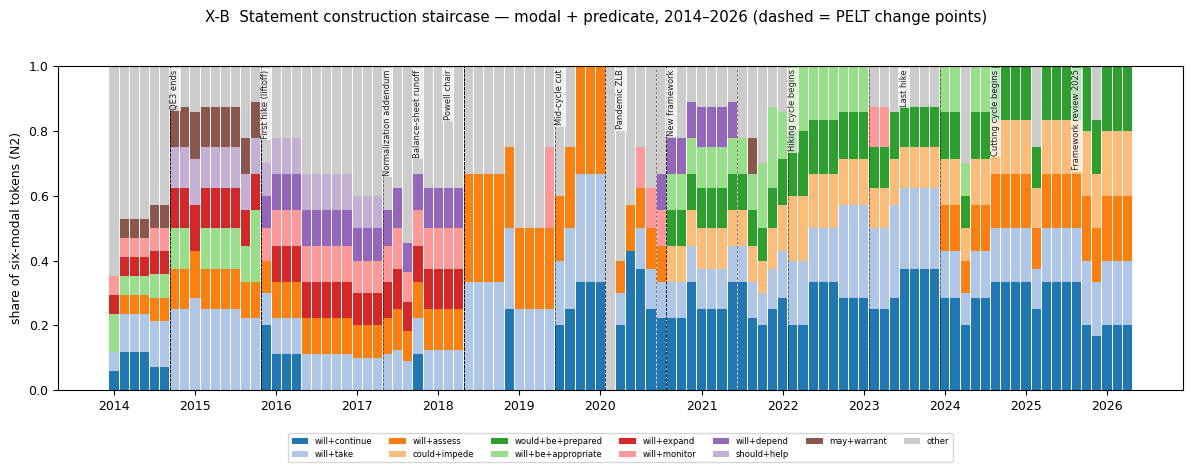 X-B  Statement construction staircase — modal + predicate, 2014–2026 (dashed = PELT change points)
share of six-modal tokens (N2)
1.0
0.8
0.6
0.4
0.2
0.0
QE3 ends
First hike (liftoff)
Normalization addendum
Balance-sheet runoff
Powell chair
Mid-cycle cut
Pandemic ZLB
New framework
Hiking cycle begins
Last hike
Cutting cycle begins
Framework review 2025
2014 2015 2016 2017 2018 2019 2020 2021 2022 2023 2024 2025 2026
will+continue will+assess would+be+prepared will+expand will+depend may+warrant other
will+take could+impede will+be+appropriate will+monitor should+help